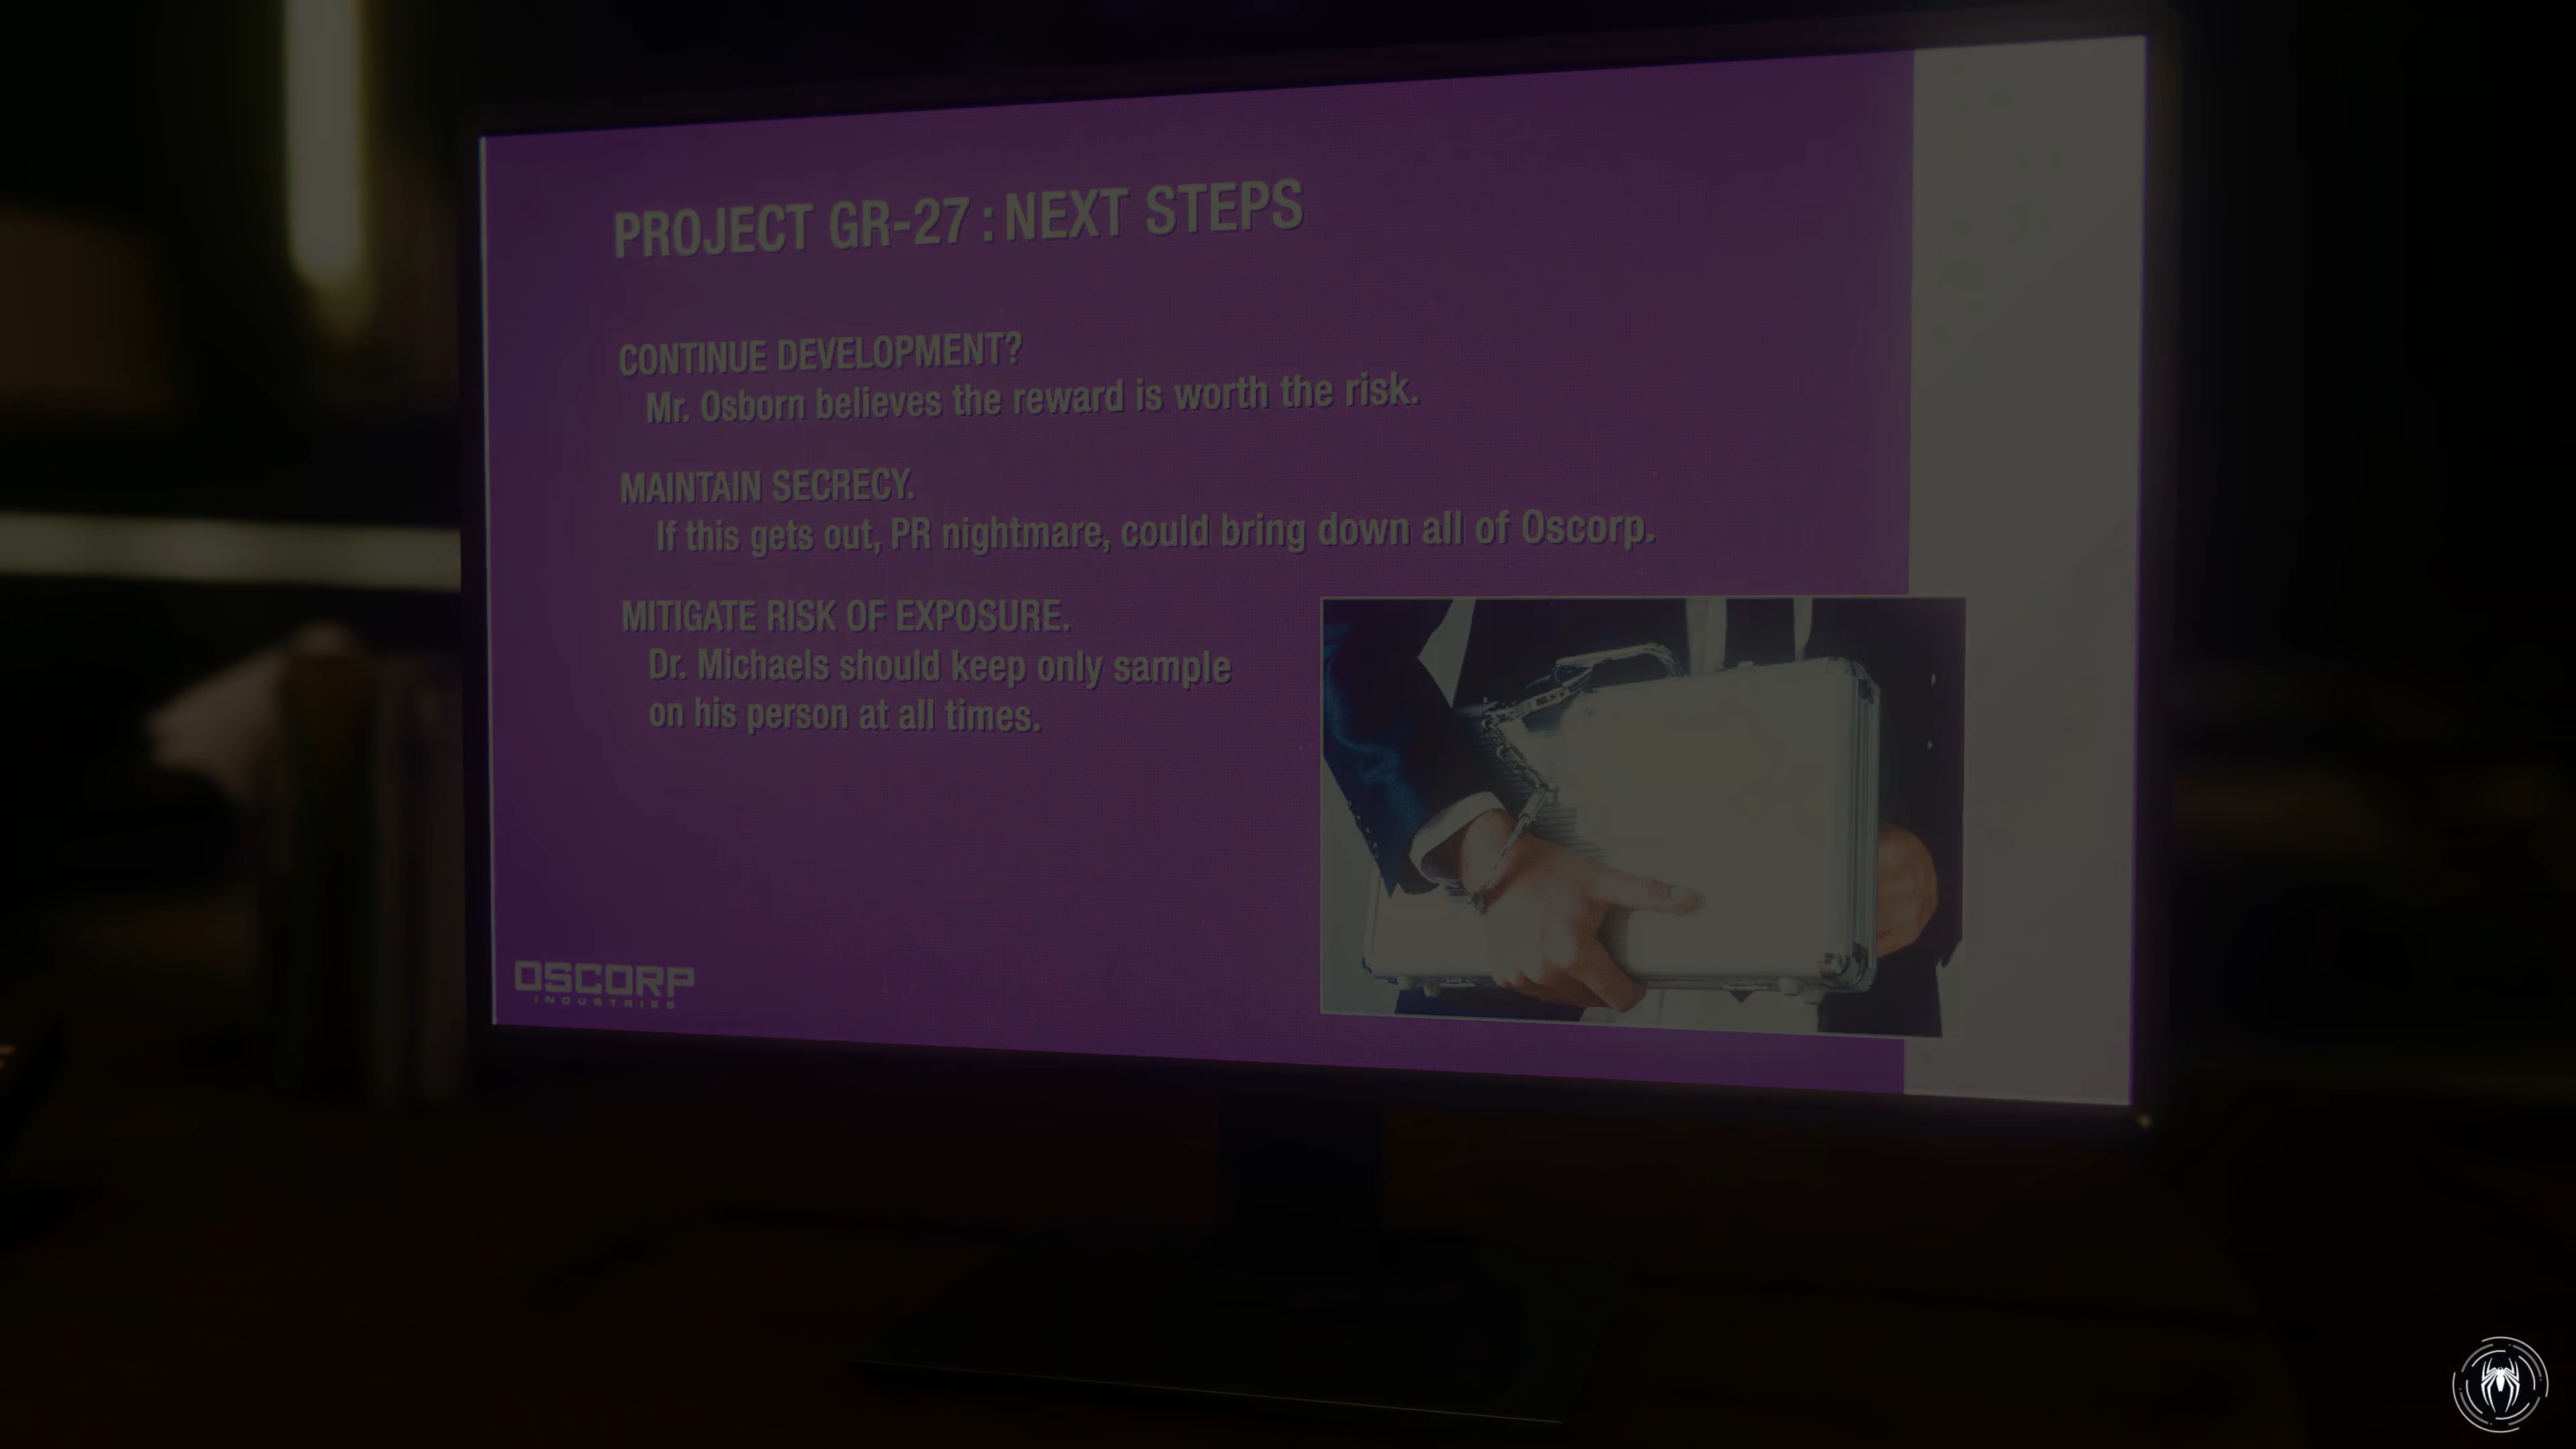 PROJECT GR-27 : NEXT STEPS
CONTINUE DEVELOPMENT?
Mr. Osborn believes the reward is worth the risk.
MAINTAIN SECRECY.
If this gets out, PR nightmare, could bring down all of Oscorp.
MITIGATE RISK OF EXPOSURE.
Dr. Michaels should keep only sample
on his person at all times.
OSCORP
INDUSTRIES